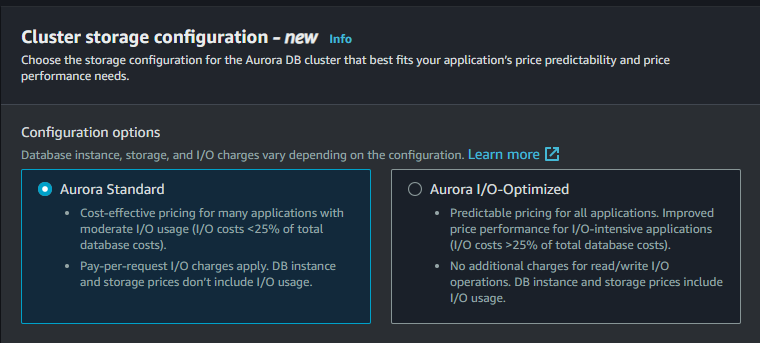 Cluster storage configuration - new Info
Choose the storage configuration for the Aurora DB cluster that best fits your application's price predictability and price
performance needs.
Configuration options
Database instance, storage, and I/O charges vary depending on the configuration. Learn more
Aurora Standard
• Cost-effective pricing for many applications with
moderate I/O usage (I/O costs <25% of total
database costs).
• Pay-per-request I/O charges apply. DB instance
and storage prices don't include I/O usage.
Aurora I/O-Optimized
• Predictable pricing for all applications. Improved
price performance for I/O-intensive applications
(I/O costs >25% of total database costs).
• No additional charges for read/write I/O
operations. DB instance and storage prices include
I/O usage.